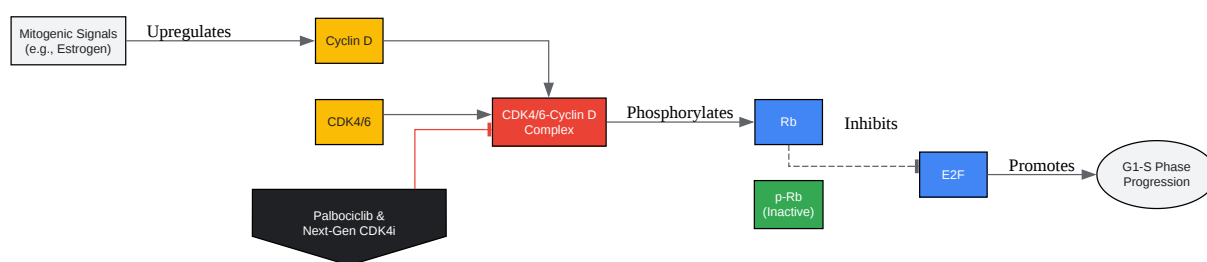 Mitogenic Signals
(e.g., Estrogen)
Upregulates
Cyclin D
CDK4/6
CDK4/6-Cyclin D
Complex
Phosphorylates
Rb
Inhibits
p-Rb
(Inactive)
E2F
Promotes
G1-S Phase
Progression
Palbociclib &
Next-Gen CDK4i